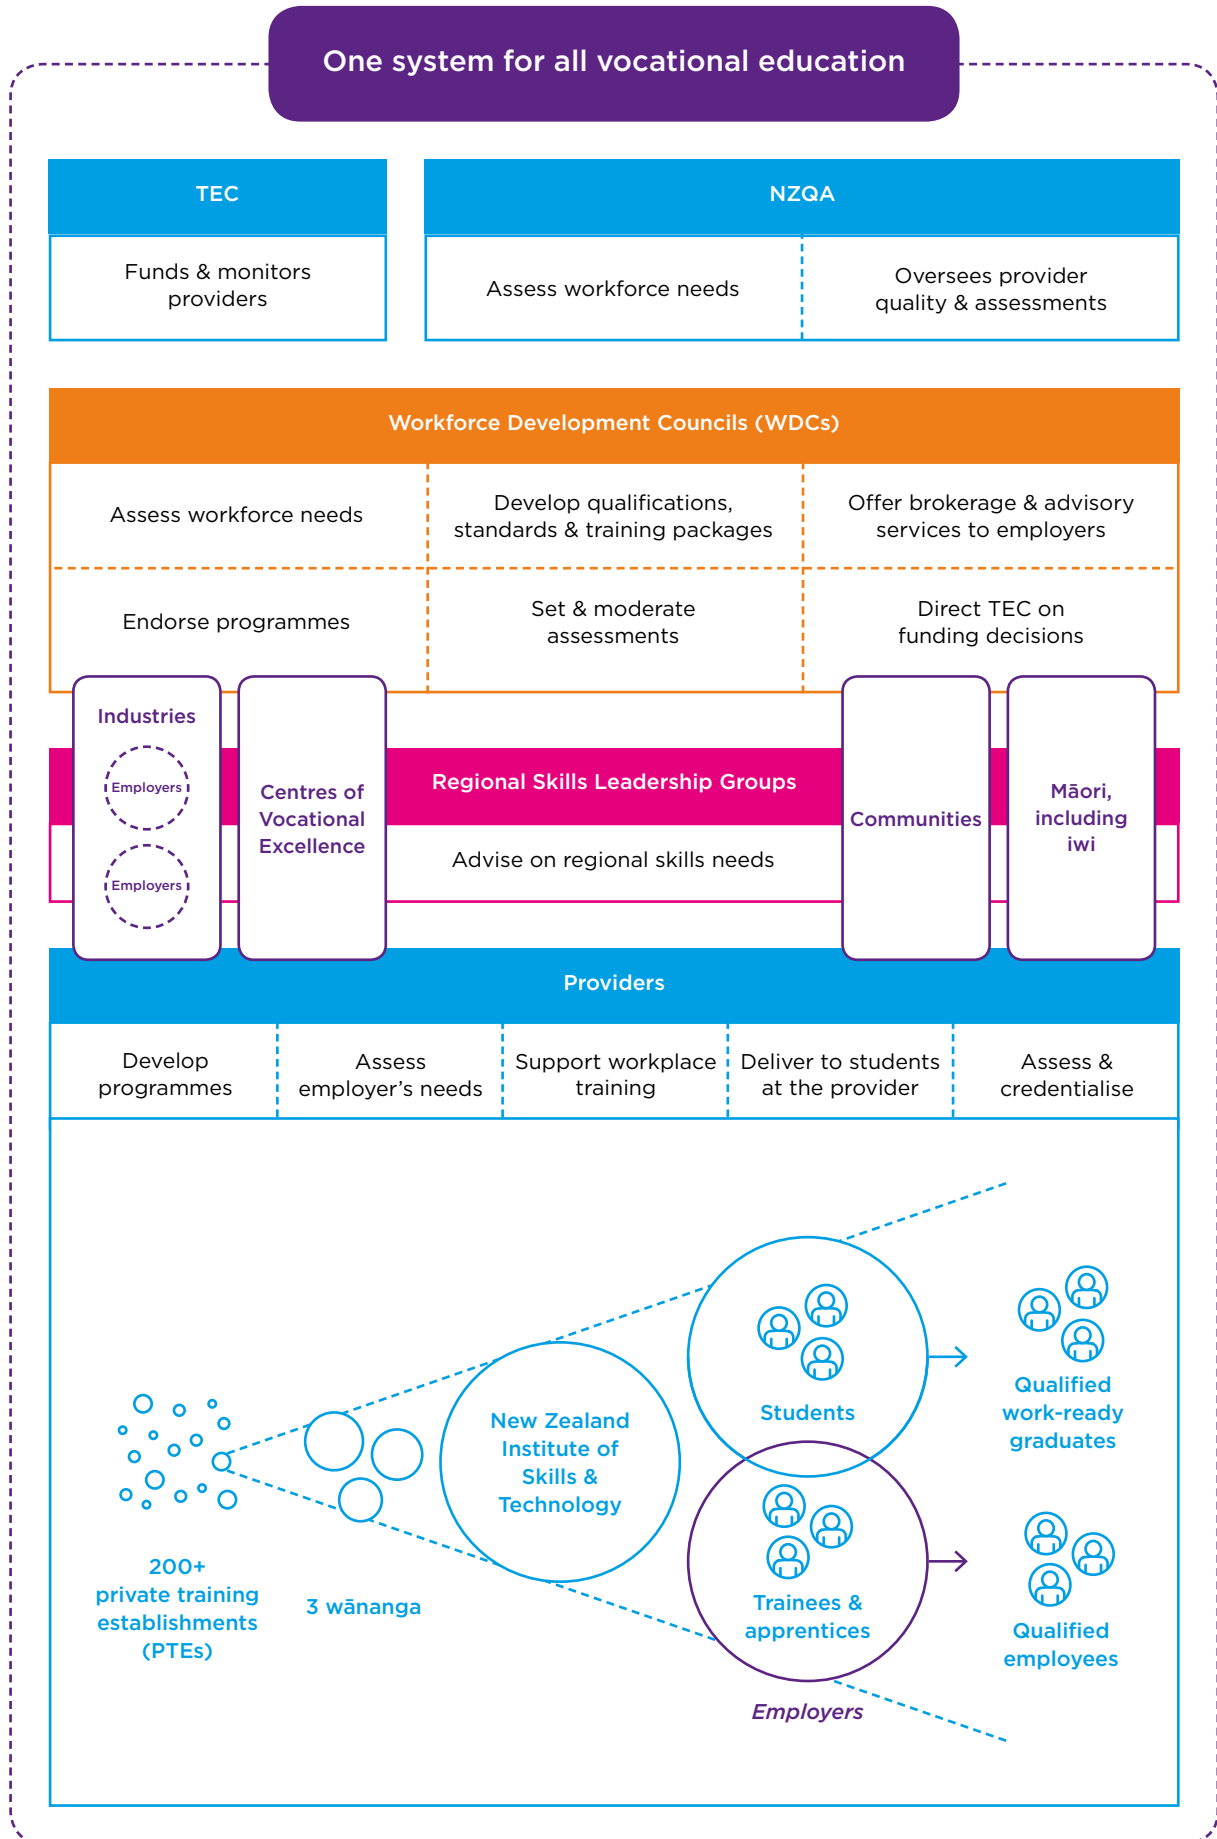 One system for all vocational education
TEC
Funds & monitors
providers
NZQA
Assess workforce needs
Oversees provider
quality & assessments
Workforce Development Councils (WDCs)
Assess workforce needs
Develop qualifications,
standards & training packages
Offer brokerage & advisory
services to employers
Endorse programmes
Set & moderate
assessments
Direct TEC on
funding decisions
Industries
Employers
Employers
Centres of
Vocational
Excellence
Regional Skills Leadership Groups
Advise on regional skills needs
Communities
Māori,
including
iwi
Providers
Develop
programmes
Assess
employer’s needs
Support workplace
training
Deliver to students
at the provider
Assess &
credentialise
200+
private training
establishments
(PTEs)
3 wānanga
New Zealand
Institute of
Skills &
Technology
Students
Trainees &
apprentices
Employers
Qualified
work-ready
graduates
Qualified
employees